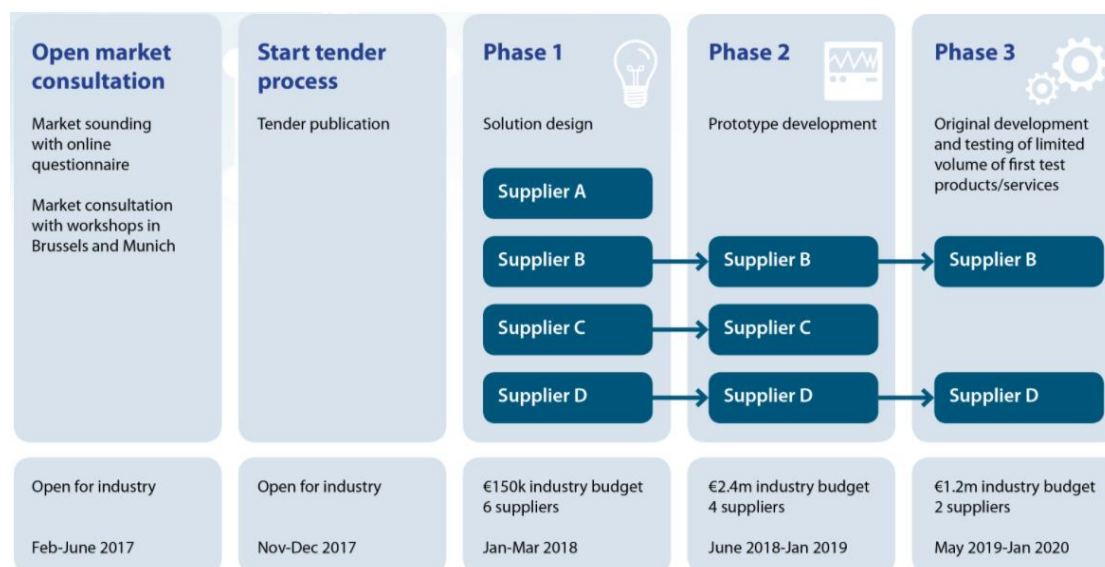 Open market
consultation
Market sounding
with online
questionnaire
Market consultation
with workshops in
Brussels and Munich
Open for industry
Feb-June 2017
Start tender
process
Tender publication
Open for industry
Nov-Dec 2017
Phase 1
Solution design
Supplier A
Supplier B
Supplier C
Supplier D
€150k industry budget
6 suppliers
Jan-Mar 2018
Phase 2
Prototype development
Supplier B
Supplier C
Supplier D
€2.4m industry budget
4 suppliers
June 2018-Jan 2019
Phase 3
Original development
and testing of limited
volume of first test
products/services
Supplier B
Supplier D
€1.2m industry budget
2 suppliers
May 2019-Jan 2020